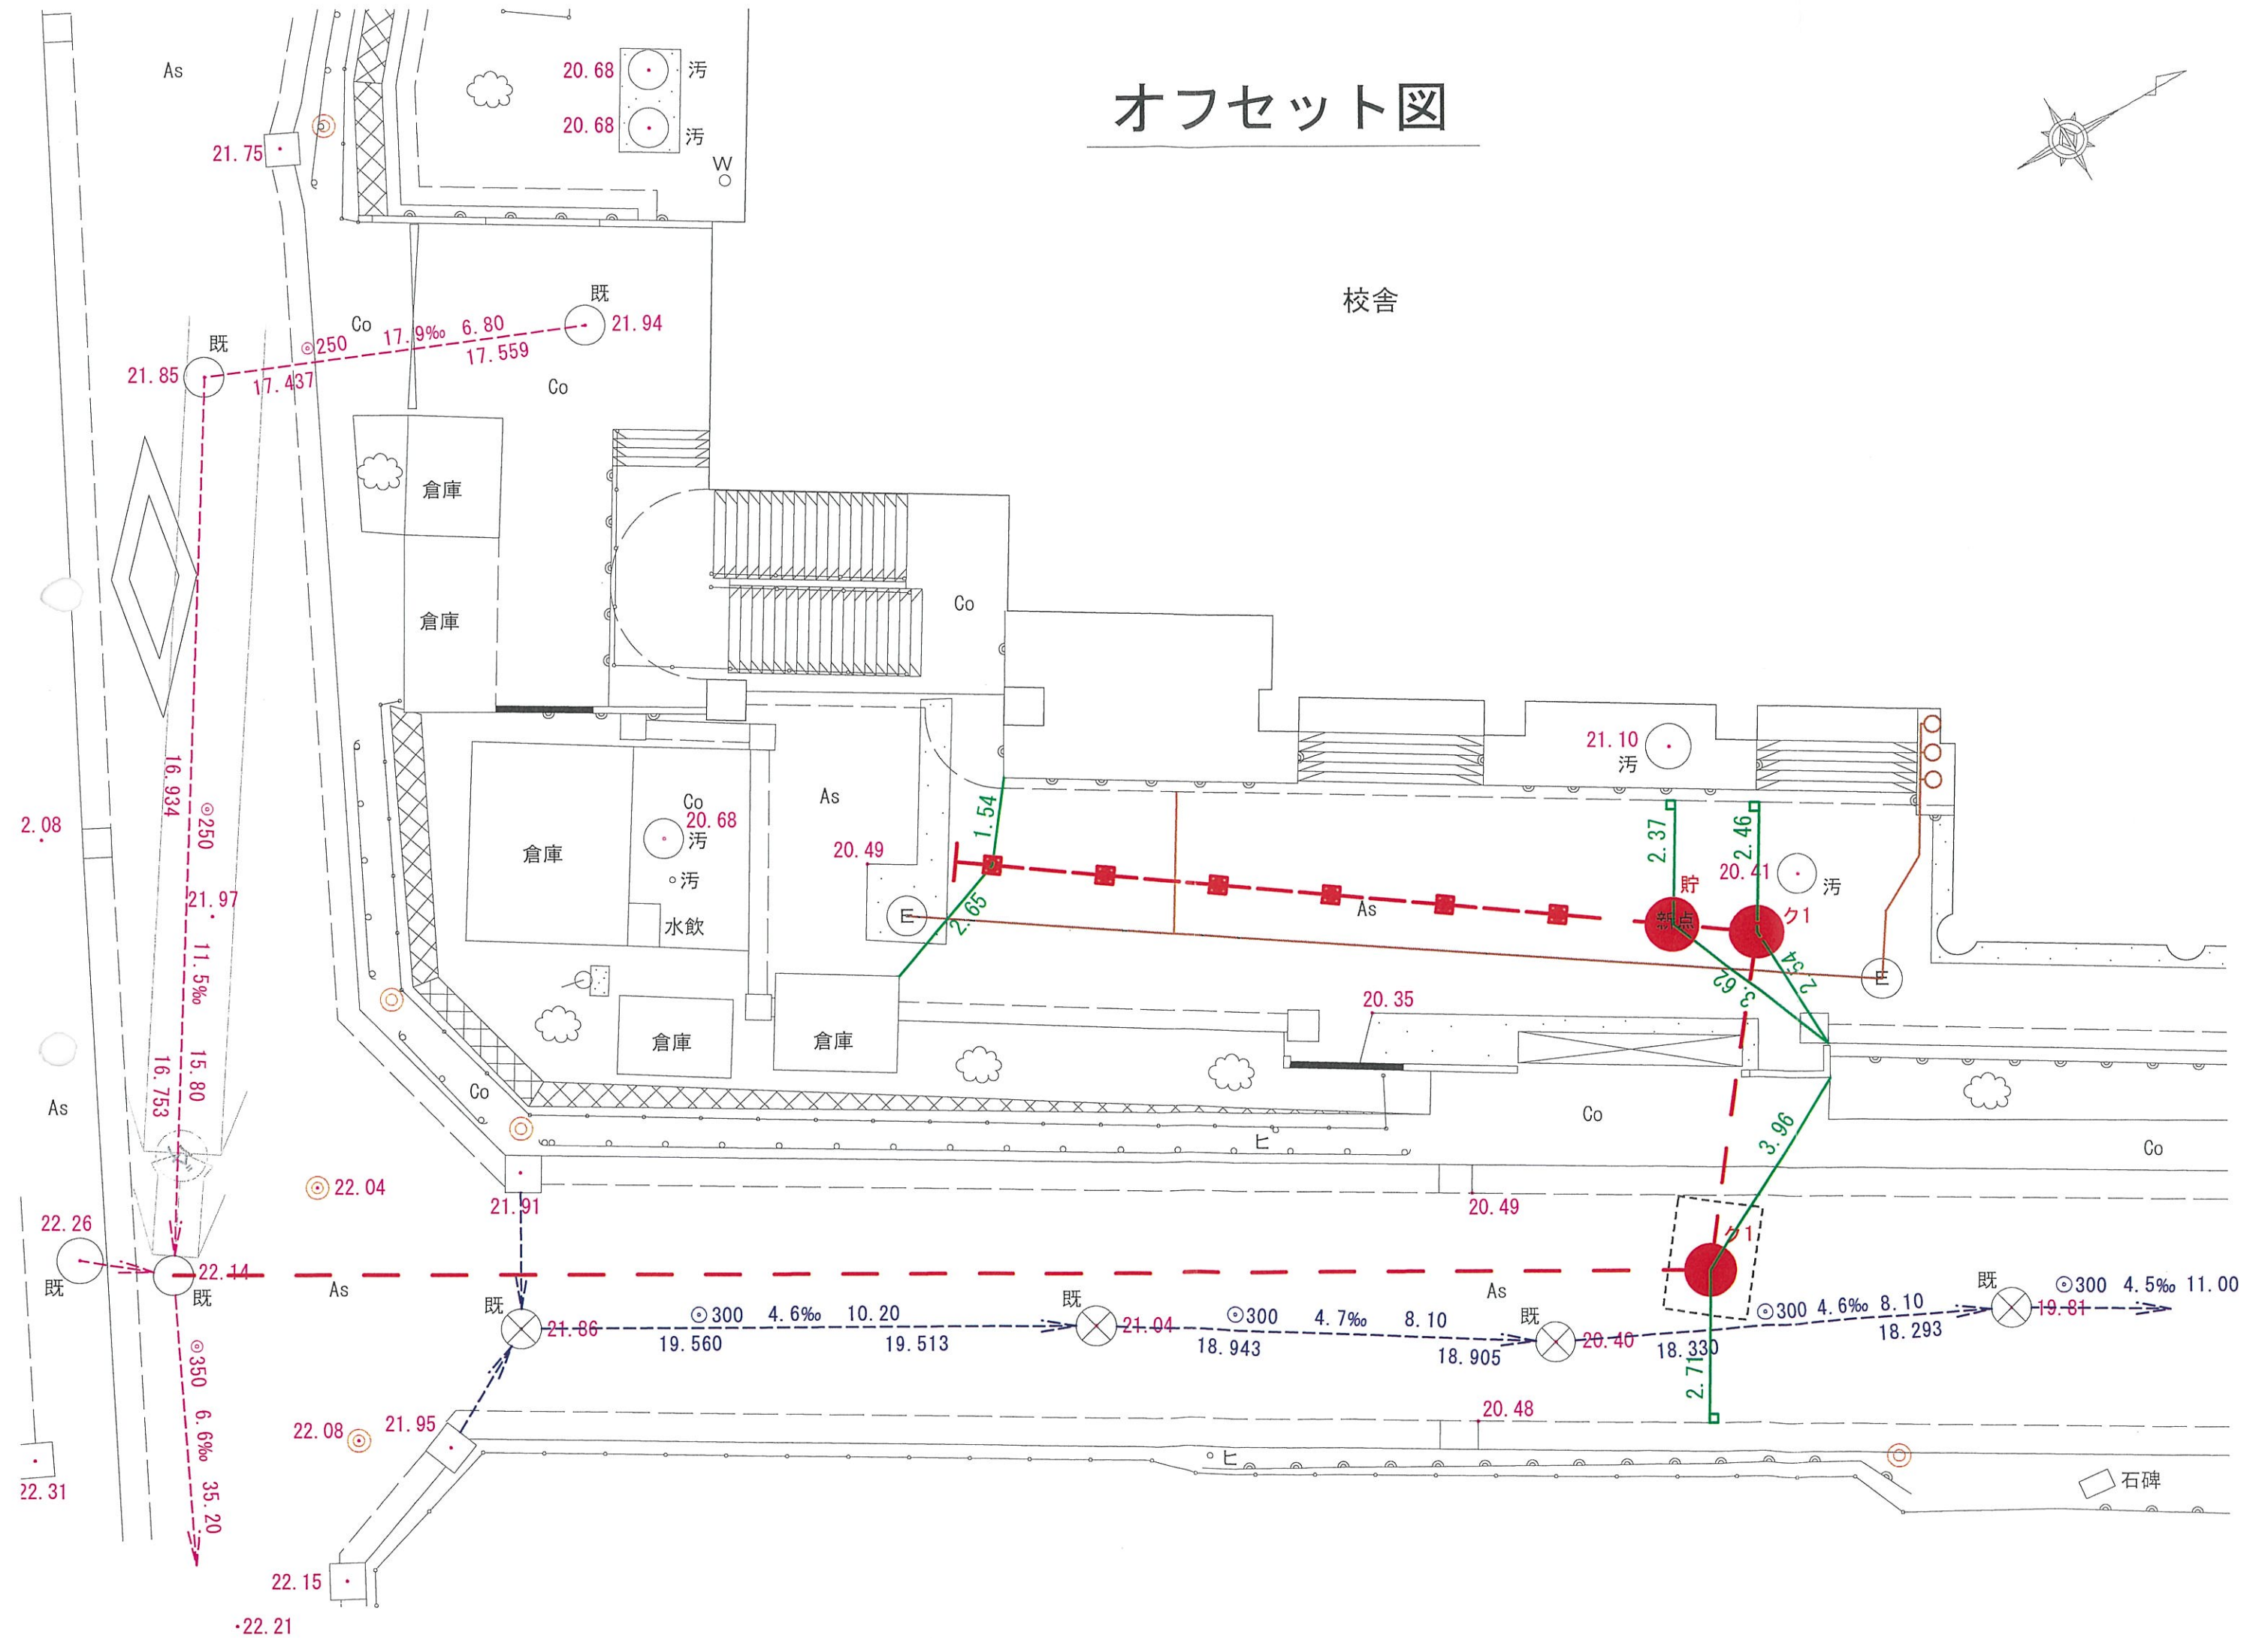 オフセット図
As
20.68
汚
20.68
汚
W
21.75
校舎
既
21.94
Co
◎250 17.9‰ 6.80
17.559
17.437
既
21.85
Co
倉庫
倉庫
Co
16.934
◎250
21.97
11.5‰
15.80
16.753
2.08
As
倉庫
Co
20.68
汚
汚
水飲
As
20.49
1.54
2.65
E
21.10
汚
2.37
2.46
20.41
汚
貯
新点
ク1
As
3.62
2.54
E
倉庫
倉庫
20.35
Co
Co
3.96
Co
ヒ
22.04
21.91
20.49
22.26
既
22.14
既
As
As
ク1
既
21.86
◎300 4.6‰ 10.20
19.560
19.513
既
21.04
◎300 4.7‰ 8.10
18.943
18.905
既
20.40
◎300 4.6‰ 8.10
18.330
18.293
既
19.81
◎300 4.5‰ 11.00
2.71
◎350 6.6‰ 35.20
22.08
21.95
20.48
ヒ
石碑
22.31
22.15
22.21